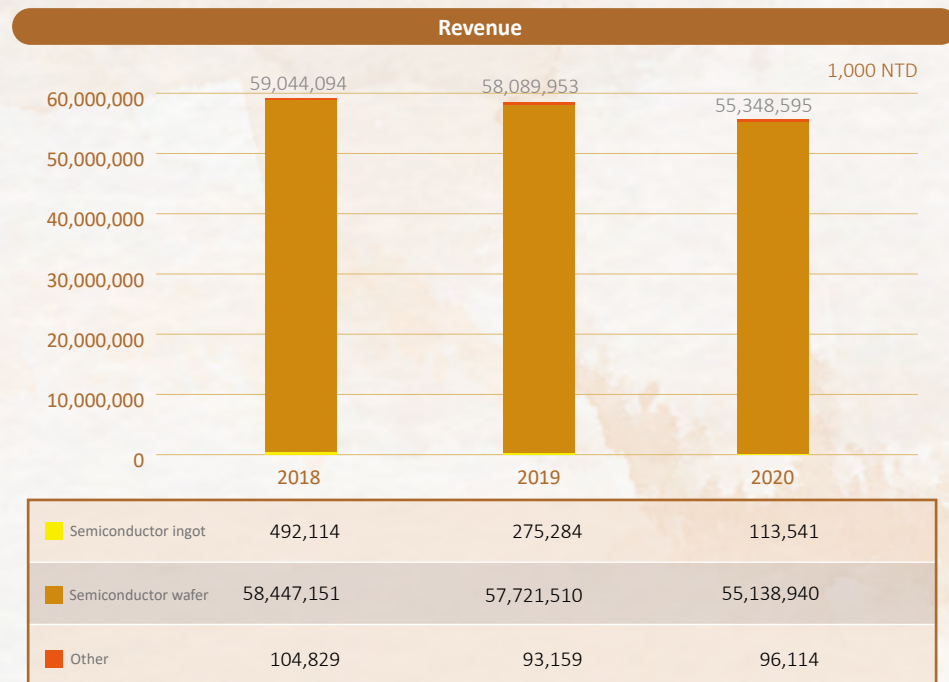 Revenue
1,000 NTD
59,044,094
58,089,953
55,348,595
60,000,000
50,000,000
40,000,000
30,000,000
20,000,000
10,000,000
0
2018 2019 2020
Semiconductor ingot 492,114 275,284 113,541
Semiconductor wafer 58,447,151 57,721,510 55,138,940
Other 104,829 93,159 96,114